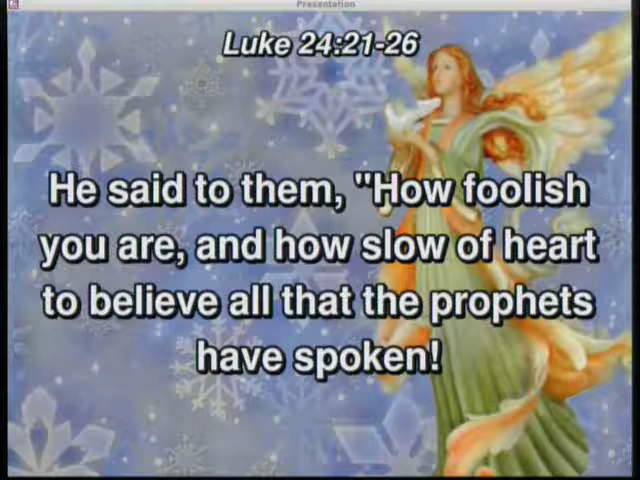 Presentation
Luke 24:21-26
He said to them, "How foolish
you are, and how slow of heart
to believe all that the prophets
have spoken!